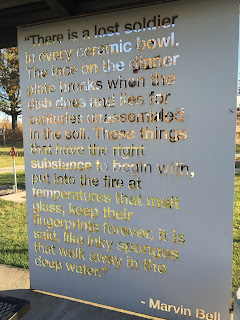 "There is a lost soldier
in every ceramic bowl.
The face on the dinner
plate breaks when the
dish does and lies for
centuries unassembled
in the soil. These things
that have the right
substance to begin with,
put into the fire at
temperatures that melt
glass, keep their
fingerprints forever, it is
said, like inky sponges
that walk away in the
deep water."
- Marvin Bell